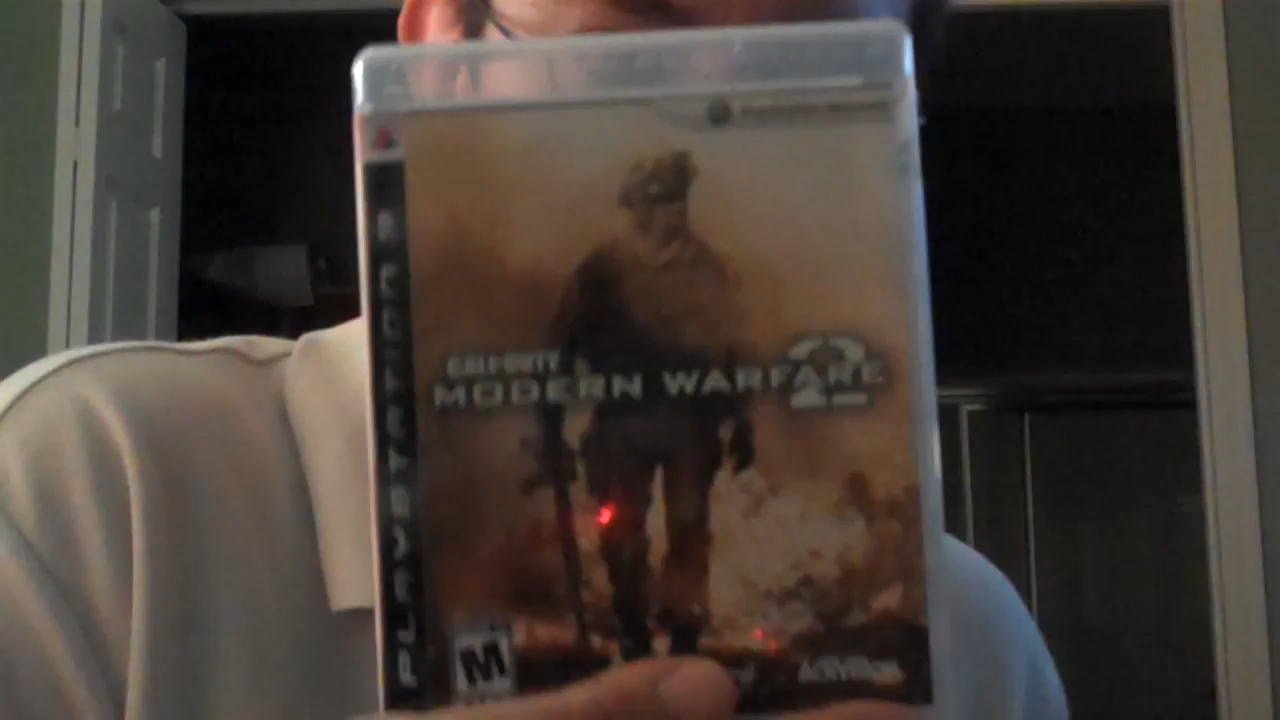 PLAYSTATION 3
CALL OF DUTY
MODERN WARFARE 2
M
ACTIVISION